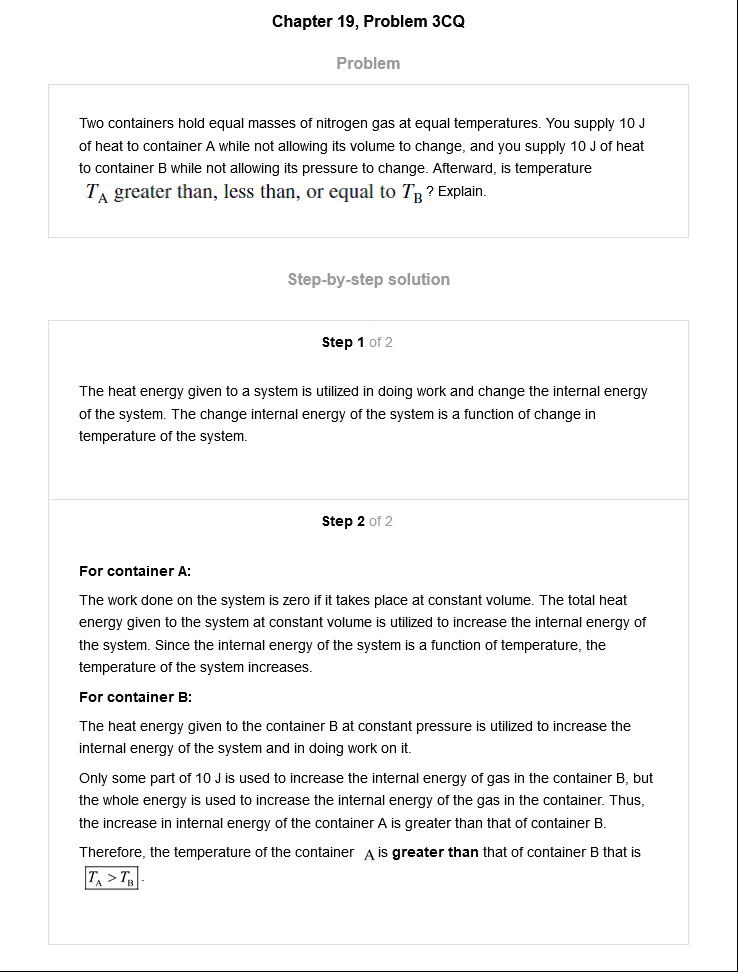 Chapter 19, Problem 3CQ
Problem
Two containers hold equal masses of nitrogen gas at equal temperatures. You supply 10 J
of heat to container A while not allowing its volume to change, and you supply 10 J of heat
to container B while not allowing its pressure to change. Afterward, is temperature
T_A greater than, less than, or equal to T_B ? Explain.
Step-by-step solution
Step 1 of 2
The heat energy given to a system is utilized in doing work and change the internal energy
of the system. The change internal energy of the system is a function of change in
temperature of the system.
Step 2 of 2
For container A:
The work done on the system is zero if it takes place at constant volume. The total heat
energy given to the system at constant volume is utilized to increase the internal energy of
the system. Since the internal energy of the system is a function of temperature, the
temperature of the system increases.
For container B:
The heat energy given to the container B at constant pressure is utilized to increase the
internal energy of the system and in doing work on it.
Only some part of 10 J is used to increase the internal energy of gas in the container B, but
the whole energy is used to increase the internal energy of the gas in the container. Thus,
the increase in internal energy of the container A is greater than that of container B.
Therefore, the temperature of the container A is greater than that of container B that is
T_A > T_B .